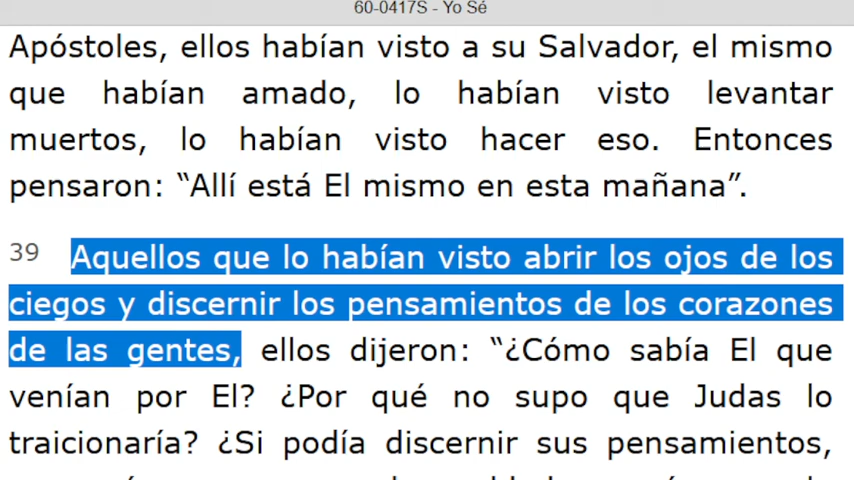 60-0417S - Yo Sé
Apóstoles, ellos habían visto a su Salvador, el mismo
que habían amado, lo habían visto levantar
muertos, lo habían visto hacer eso. Entonces
pensaron: “Allí está El mismo en esta mañana”.
39 Aquellos que lo habían visto abrir los ojos de los
ciegos y discernir los pensamientos de los corazones
de las gentes, ellos dijeron: “¿Cómo sabía El que
venían por El? ¿Por qué no supo que Judas lo
traicionaría? ¿Si podía discernir sus pensamientos,